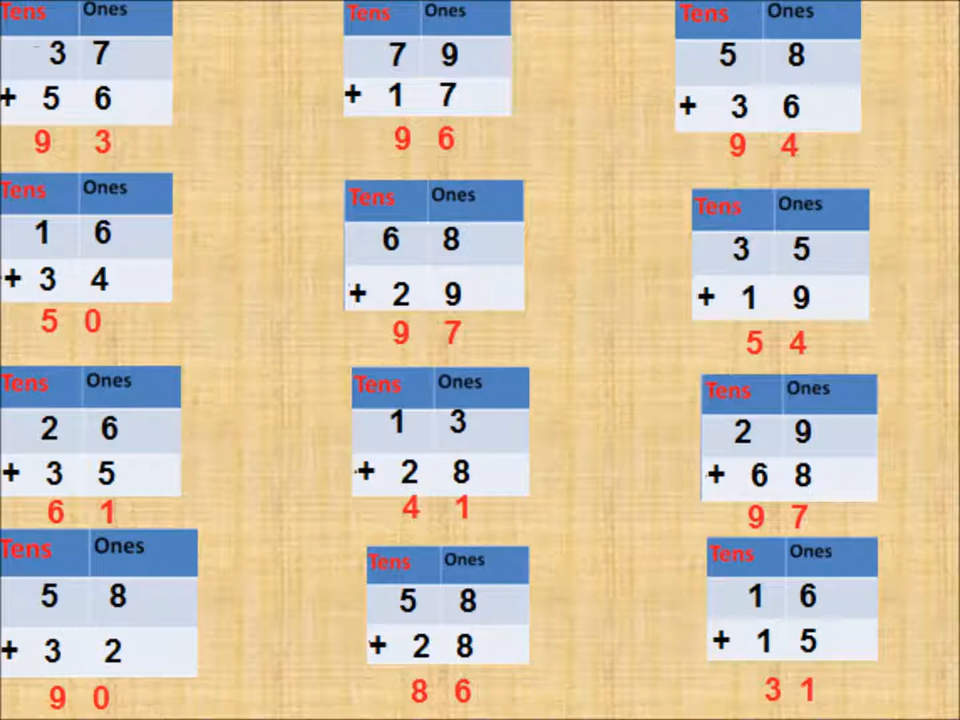 Tens Ones
3 7
+ 5 6
9 3
Tens Ones
7 9
+ 1 7
9 6
Tens Ones
5 8
+ 3 6
9 4
Tens Ones
1 6
+ 3 4
5 0
Tens Ones
6 8
+ 2 9
9 7
Tens Ones
3 5
+ 1 9
5 4
Tens Ones
2 6
+ 3 5
6 1
Tens Ones
1 3
+ 2 8
4 1
Tens Ones
2 9
+ 6 8
9 7
Tens Ones
5 8
+ 3 2
9 0
Tens Ones
5 8
+ 2 8
8 6
Tens Ones
1 6
+ 1 5
3 1